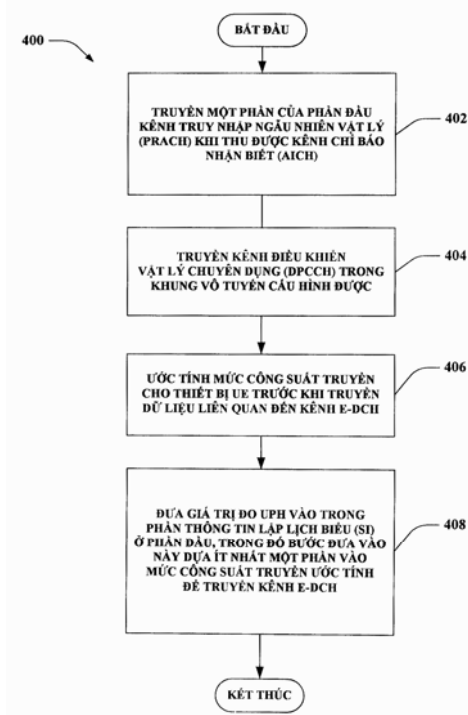 400
BẮT ĐẦU
TRUYỀN MỘT PHẦN CỦA PHẦN ĐẦU
KÊNH TRUY NHẬP NGẪU NHIÊN VẬT LÝ
(PRACH) KHI THU ĐƯỢC KÊNH CHỈ BÁO
NHẬN BIẾT (AICH)
402
TRUYỀN KÊNH ĐIỀU KHIỂN
VẬT LÝ CHUYÊN DỤNG (DPCCH) TRONG
KHUNG VÔ TUYẾN CẤU HÌNH ĐƯỢC
404
ƯỚC TÍNH MỨC CÔNG SUẤT TRUYỀN
CHO THIẾT BỊ UE TRƯỚC KHI TRUYỀN
DỮ LIỆU LIÊN QUAN ĐẾN KÊNH E-DCH
406
ĐƯA GIÁ TRỊ ĐO UPH VÀO TRONG
PHẦN THÔNG TIN LẬP LỊCH BIỂU (SI)
Ở PHẦN ĐẦU, TRONG ĐÓ BƯỚC ĐƯA VÀO
NÀY DỰA ÍT NHẤT MỘT PHẦN VÀO
MỨC CÔNG SUẤT TRUYỀN ƯỚC TÍNH
ĐỂ TRUYỀN KÊNH E-DCH
408
KẾT THÚC